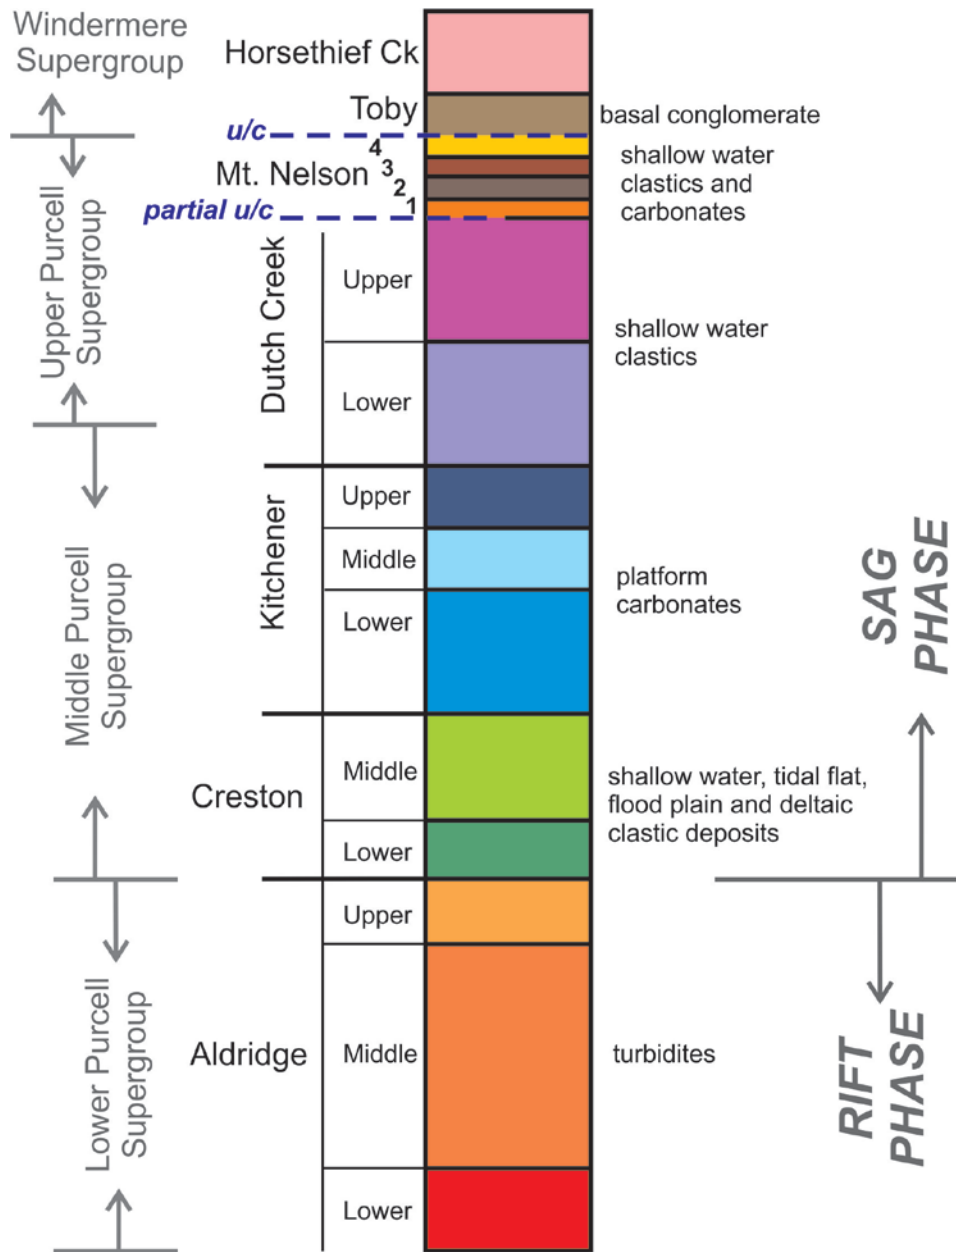 Windermere
Supergroup
Horsethief Ck
Toby
basal conglomerate
u/c
4
Mt. Nelson
3
2
1
shallow water
clastics and
carbonates
partial u/c
Upper Purcell
Supergroup
Dutch Creek
Upper
shallow water
clastics
Lower
Middle Purcell
Supergroup
Kitchener
Upper
Middle
platform
carbonates
Lower
SAG
PHASE
Creston
Middle
shallow water, tidal flat,
flood plain and deltaic
clastic deposits
Lower
Lower Purcell
Supergroup
Aldridge
Upper
Middle
turbidites
Lower
RIFT
PHASE